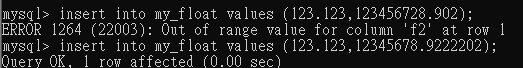 mysql> insert into my_float values (123.123,123456728.902);
ERROR 1264 (22003): Out of range value for column 'f2' at row 1
mysql> insert into my_float values (123.123,12345678.9222202);
Query OK, 1 row affected (0.00 sec)